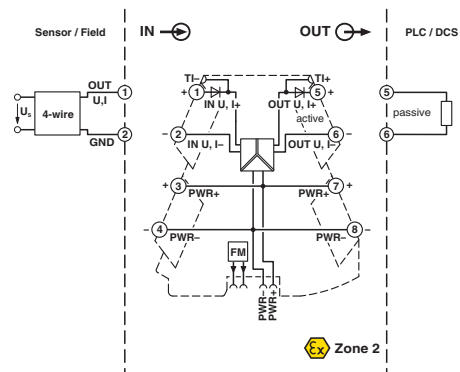 Sensor / Field
IN
OUT
PLC / DCS
TI–
TI+
OUT
U,I
1
+
1
5
+
5
IN U, I+
OUT U, I+
Us
4-wire
active
passive
2
GND
–
2
IN U, I–
OUT U, I–
6
–
6
+
3
PWR+
PWR+
7
+
–
4
PWR–
PWR–
8
–
FM
PWR–
PWR+
Ex Zone 2